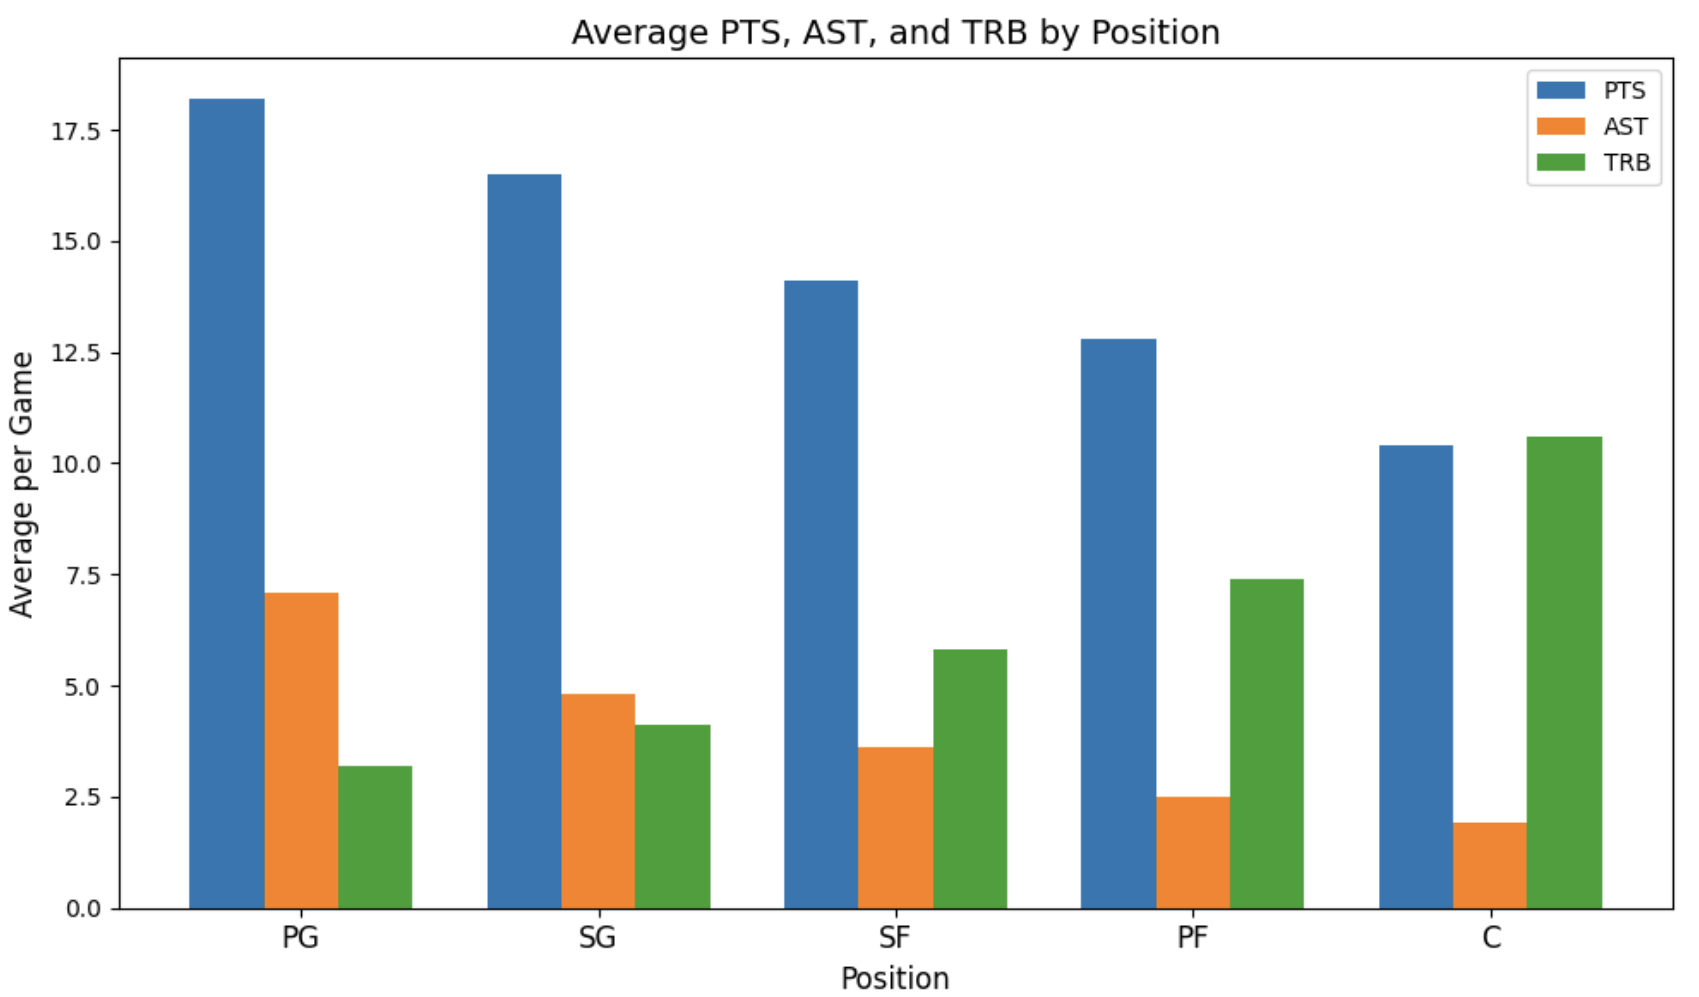 Average PTS, AST, and TRB by Position
PTS
AST
TRB
Average per Game
17.5
15.0
12.5
10.0
7.5
5.0
2.5
0.0
PG SG SF PF C
Position